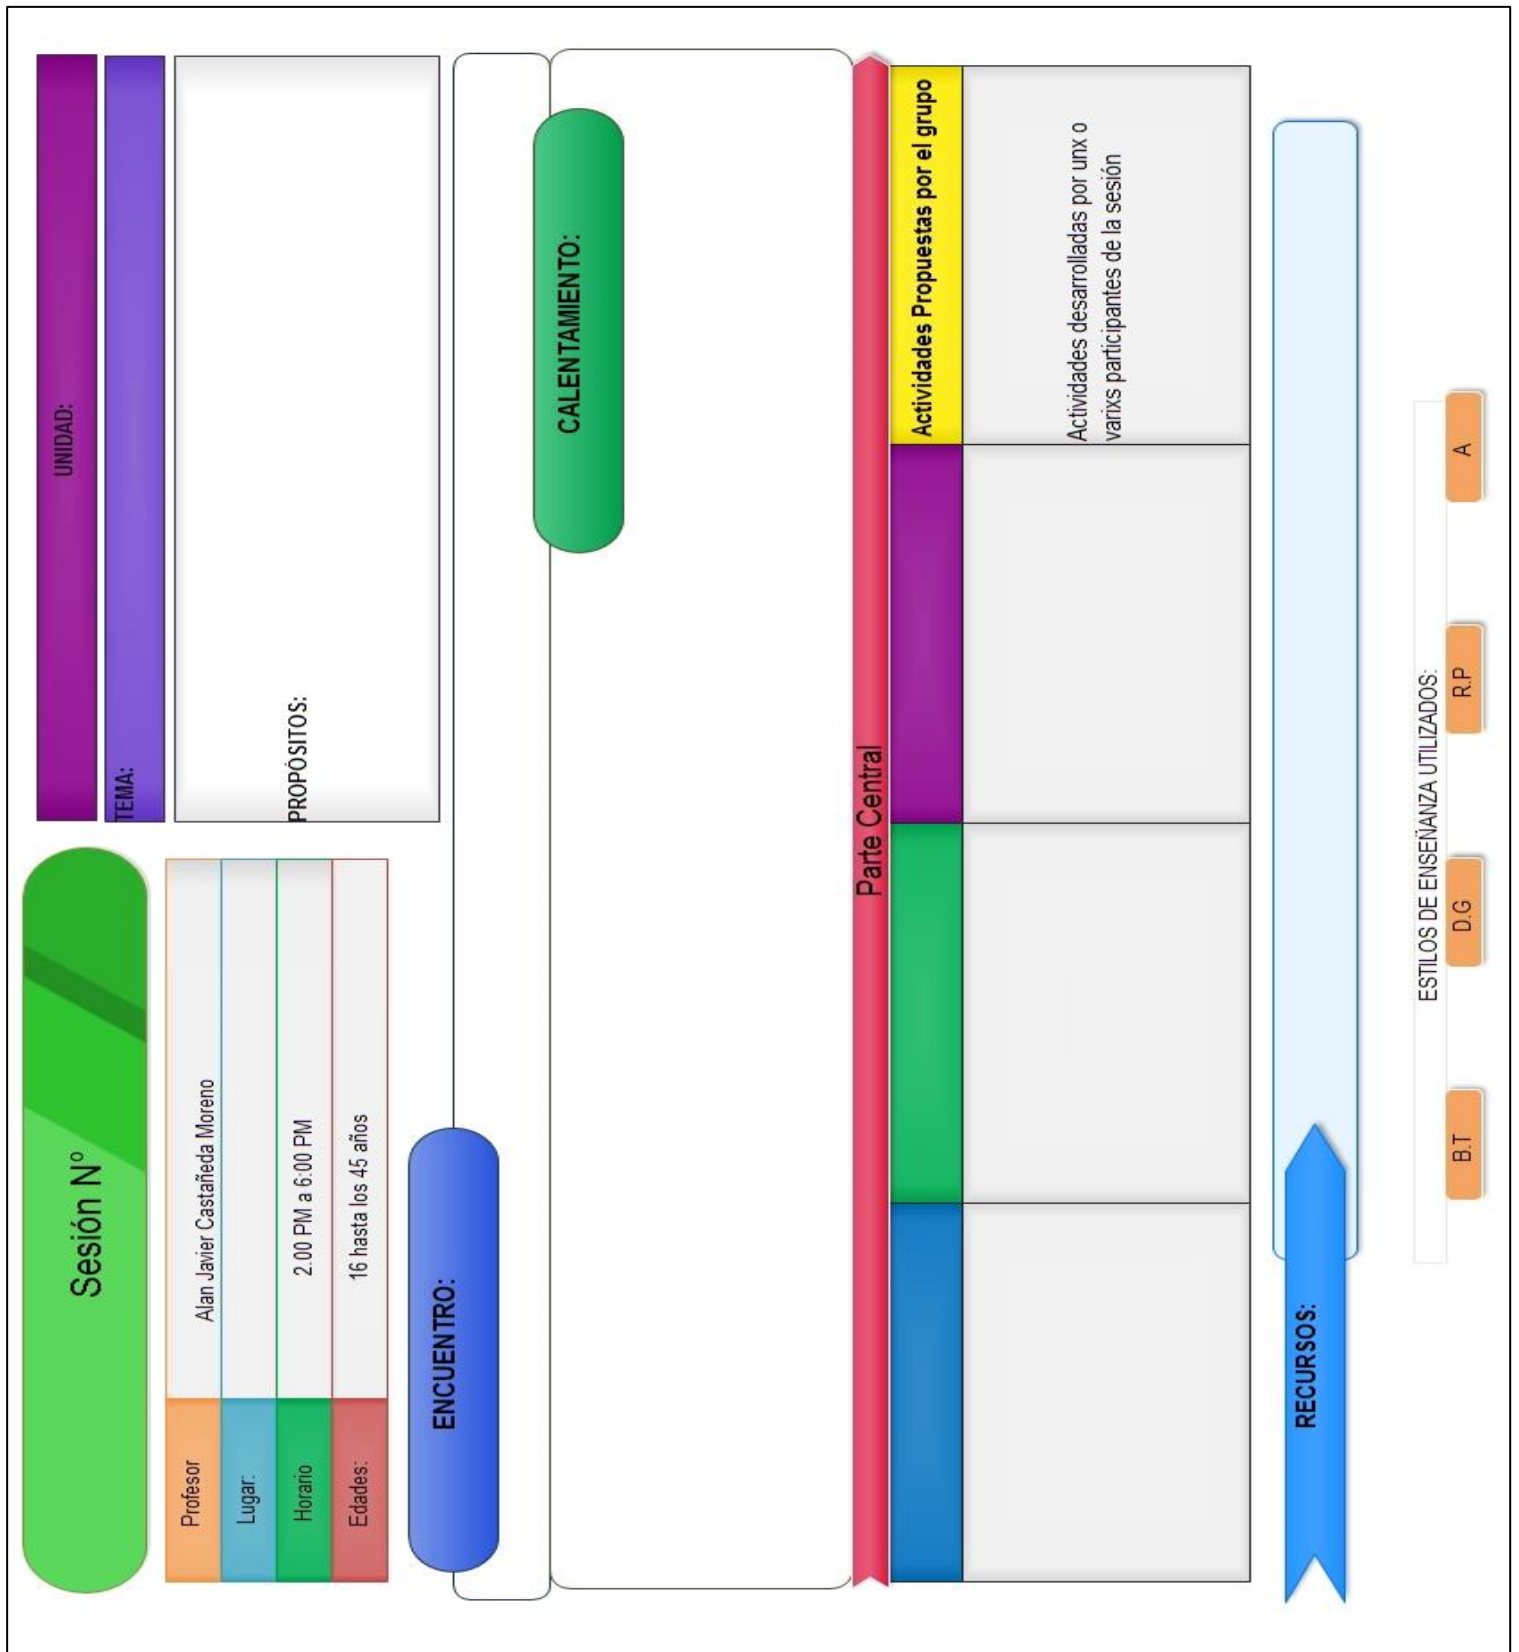 Sesión N°
UNIDAD:
TEMA:
PROPÓSITOS:
Profesor
Alan Javier Castañeda Moreno
Lugar:
Horario
2.00 PM a 6:00 PM
Edades:
16 hasta los 45 años
ENCUENTRO:
CALENTAMIENTO:
Parte Central
Actividades Propuestas por el grupo
Actividades desarrolladas por unx o
varixs participantes de la sesión
RECURSOS:
ESTILOS DE ENSEÑANZA UTILIZADOS:
B.T
D.G
R.P
A